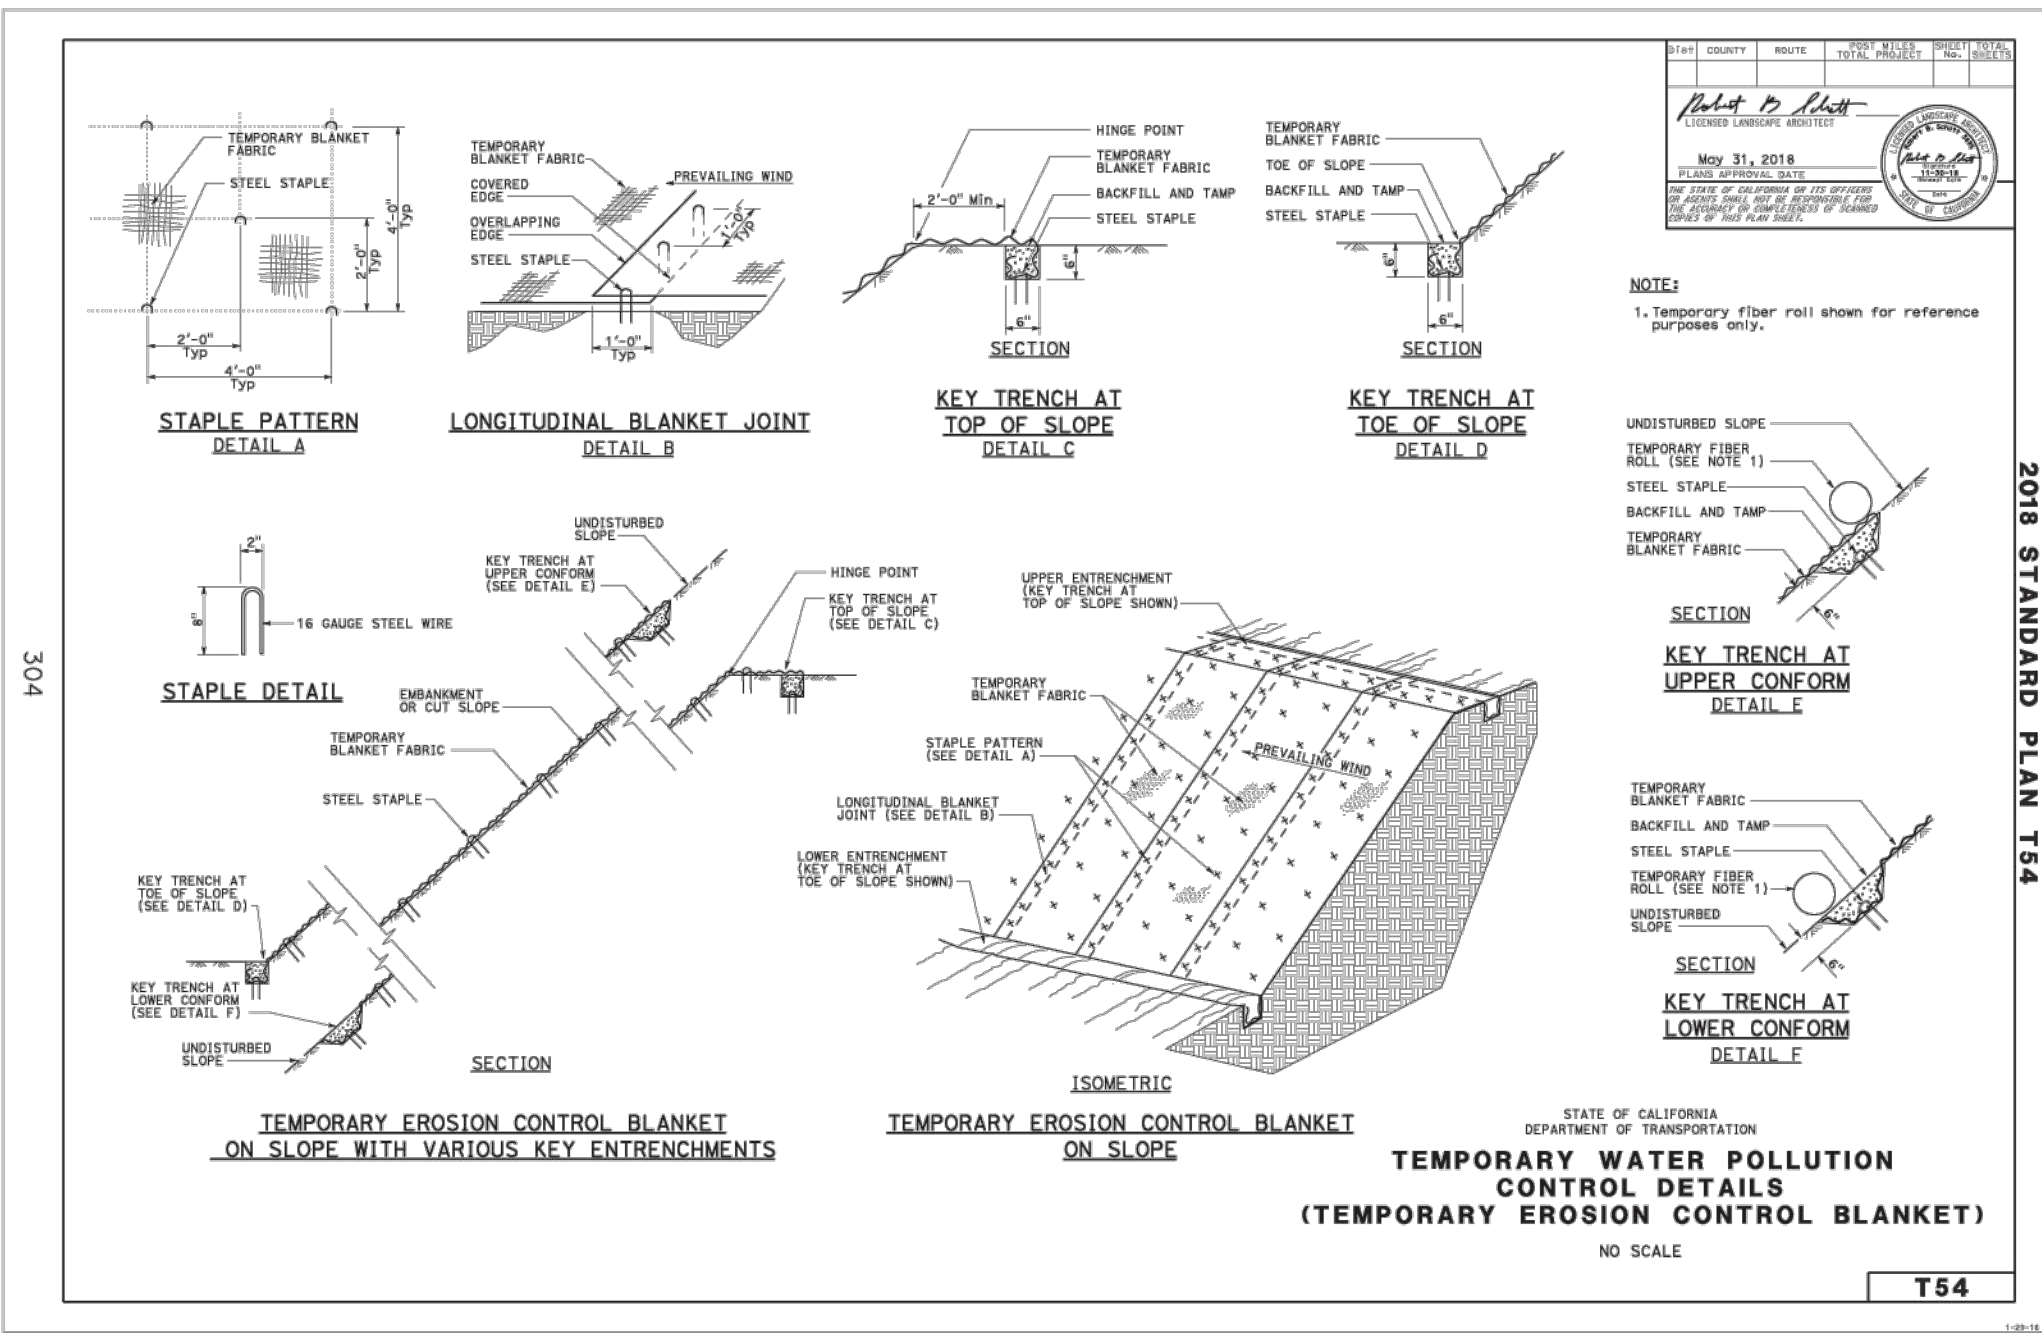 Dist COUNTY ROUTE POST MILES TOTAL PROJECT SHEET No. TOTAL SHEETS
LICENSED LANDSCAPE ARCHITECT
May 31, 2018
PLANS APPROVAL DATE
THE STATE OF CALIFORNIA OR ITS OFFICERS
OR AGENTS SHALL NOT BE RESPONSIBLE FOR
THE ACCURACY OR COMPLETENESS OF SCANNED
COPIES OF THIS PLAN SHEET.
LICENSED LANDSCAPE ARCHITECT
Signature
11-30-18
Renewal Date
Date
STATE OF CALIFORNIA
TEMPORARY BLANKET
FABRIC
STEEL STAPLE
4'-0"
Typ
2'-0"
Typ
2'-0"
Typ
4'-0"
Typ
STAPLE PATTERN
DETAIL A
TEMPORARY
BLANKET FABRIC
COVERED
EDGE
OVERLAPPING
EDGE
STEEL STAPLE
PREVAILING WIND
1'-0"
Typ
1'-0"
Typ
LONGITUDINAL BLANKET JOINT
DETAIL B
HINGE POINT
TEMPORARY
BLANKET FABRIC
BACKFILL AND TAMP
STEEL STAPLE
2'-0" Min
6"
6"
SECTION
KEY TRENCH AT
TOP OF SLOPE
DETAIL C
TEMPORARY
BLANKET FABRIC
TOE OF SLOPE
BACKFILL AND TAMP
STEEL STAPLE
6"
6"
SECTION
KEY TRENCH AT
TOE OF SLOPE
DETAIL D
NOTE:
1. Temporary fiber roll shown for reference
purposes only.
UNDISTURBED SLOPE
TEMPORARY FIBER
ROLL (SEE NOTE 1)
STEEL STAPLE
BACKFILL AND TAMP
TEMPORARY
BLANKET FABRIC
6"
SECTION
KEY TRENCH AT
UPPER CONFORM
DETAIL E
2"
8"
16 GAUGE STEEL WIRE
STAPLE DETAIL
UNDISTURBED
SLOPE
KEY TRENCH AT
UPPER CONFORM
(SEE DETAIL E)
HINGE POINT
KEY TRENCH AT
TOP OF SLOPE
(SEE DETAIL C)
EMBANKMENT
OR CUT SLOPE
TEMPORARY
BLANKET FABRIC
STEEL STAPLE
KEY TRENCH AT
TOE OF SLOPE
(SEE DETAIL D)
KEY TRENCH AT
LOWER CONFORM
(SEE DETAIL F)
UNDISTURBED
SLOPE
SECTION
TEMPORARY EROSION CONTROL BLANKET
ON SLOPE WITH VARIOUS KEY ENTRENCHMENTS
UPPER ENTRENCHMENT
(KEY TRENCH AT
TOP OF SLOPE SHOWN)
TEMPORARY
BLANKET FABRIC
STAPLE PATTERN
(SEE DETAIL A)
PREVAILING WIND
LONGITUDINAL BLANKET
JOINT (SEE DETAIL B)
LOWER ENTRENCHMENT
(KEY TRENCH AT
TOE OF SLOPE SHOWN)
ISOMETRIC
TEMPORARY EROSION CONTROL BLANKET
ON SLOPE
TEMPORARY
BLANKET FABRIC
BACKFILL AND TAMP
STEEL STAPLE
TEMPORARY FIBER
ROLL (SEE NOTE 1)
UNDISTURBED
SLOPE
6"
SECTION
KEY TRENCH AT
LOWER CONFORM
DETAIL F
STATE OF CALIFORNIA
DEPARTMENT OF TRANSPORTATION
TEMPORARY WATER POLLUTION
CONTROL DETAILS
(TEMPORARY EROSION CONTROL BLANKET)
NO SCALE
T54
2018 STANDARD PLAN T54
304